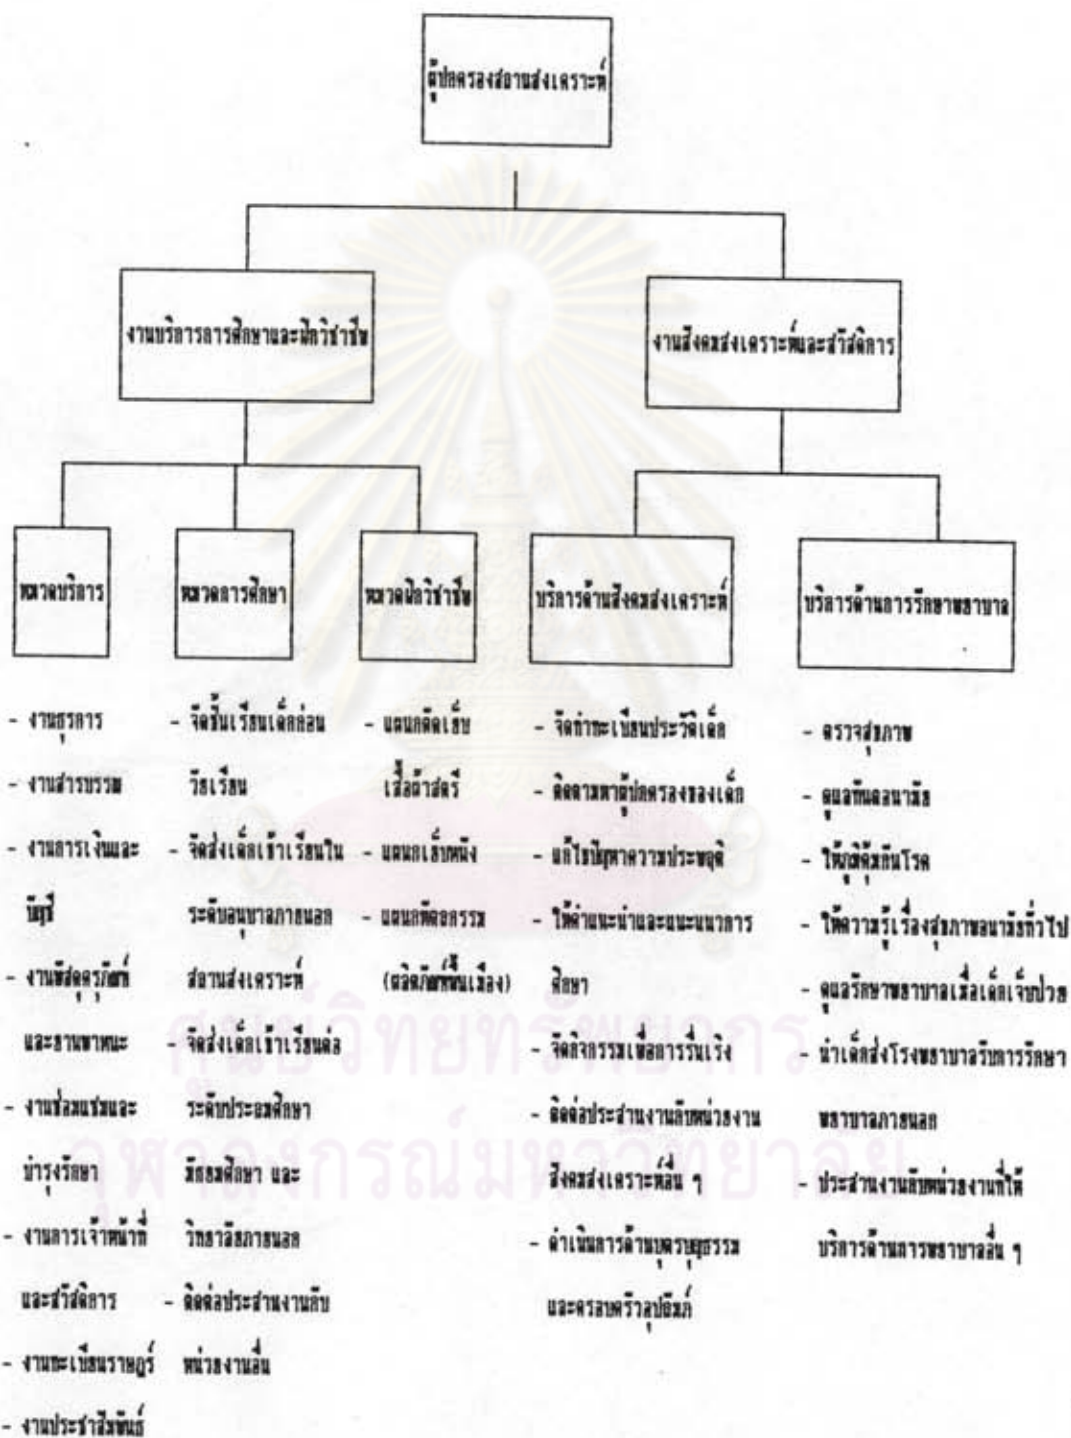 ผู้ปกครองสถานสงเคราะห์
งานบริการการศึกษาและฝึกวิชาชีพ
งานสังคมสงเคราะห์และสวัสดิการ
หมวดบริการ
หมวดการศึกษา
หมวดฝึกวิชาชีพ
บริการด้านสังคมสงเคราะห์
บริการด้านการรักษาพยาบาล
- งานธุรการ
- งานสารบรรณ
- งานการเงินและ
บัญชี
- งานพัสดุครุภัณฑ์
และยานพาหนะ
- งานซ่อมแซมและ
บำรุงรักษา
- งานการเจ้าหน้าที่
และสวัสดิการ
- งานทะเบียนราษฎร์
- งานประชาสัมพันธ์
- จัดชั้นเรียนเด็กก่อน
วัยเรียน
- จัดส่งเด็กเข้าเรียนใน
ระดับอนุบาลภายนอก
สถานสงเคราะห์
- จัดส่งเด็กเข้าเรียนต่อ
ระดับประถมศึกษา
มัธยมศึกษา และ
วิทยาลัยภายนอก
- ติดต่อประสานงานกับ
หน่วยงานอื่น
- แผนกตัดเย็บ
เสื้อผ้าสตรี
- แผนกเย็บหนัง
- แผนกหัตถกรรม
(ผลิตภัณฑ์พื้นเมือง)
- จัดทำทะเบียนประวัติเด็ก
- ติดตามหาผู้ปกครองของเด็ก
- แก้ไขปัญหาความประพฤติ
- ให้คำแนะนำและแนะแนวการ
ศึกษา
- จัดกิจกรรมเพื่อการรื่นเริง
- ติดต่อประสานงานกับหน่วยงาน
สังคมสงเคราะห์อื่น ๆ
- ดำเนินการด้านบุตรบุญธรรม
และครอบครัวอุปถัมภ์
- ตรวจสุขภาพ
- ดูแลทันตอนามัย
- ให้ภูมิคุ้มกันโรค
- ให้ความรู้เรื่องสุขภาพอนามัยทั่วไป
- ดูแลรักษาพยาบาลเมื่อเด็กเจ็บป่วย
- นำเด็กส่งโรงพยาบาลรับการรักษา
พยาบาลภายนอก
- ประสานงานกับหน่วยงานที่ให้
บริการด้านการพยาบาลอื่น ๆ
ศูนย์วิทยทรัพยากร
จุฬาลงกรณ์มหาวิทยาลัย